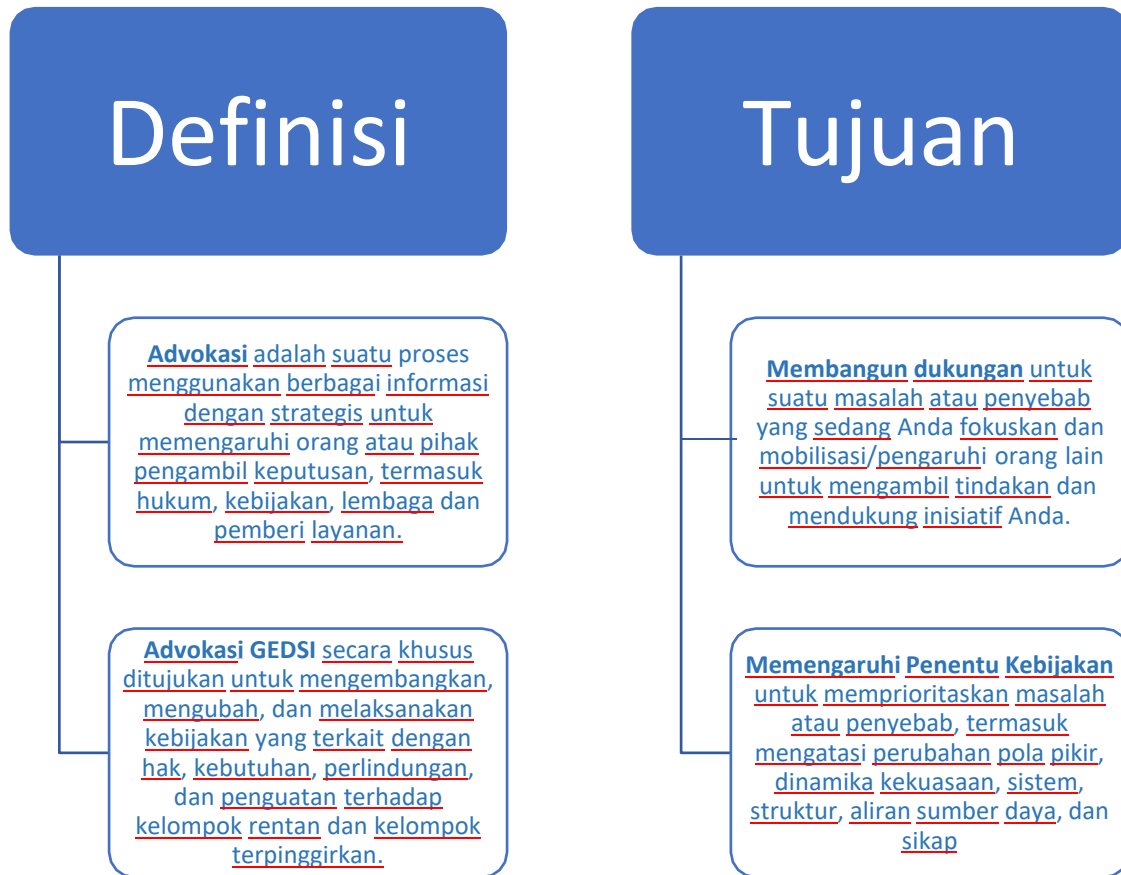 Definisi
Advokasi adalah suatu proses
menggunakan berbagai informasi
dengan strategis untuk
memengaruhi orang atau pihak
pengambil keputusan, termasuk
hukum, kebijakan, lembaga dan
pemberi layanan.
Advokasi GEDSI secara khusus
ditujukan untuk mengembangkan,
mengubah, dan melaksanakan
kebijakan yang terkait dengan
hak, kebutuhan, perlindungan,
dan penguatan terhadap
kelompok rentan dan kelompok
terpinggirkan.
Tujuan
Membangun dukungan untuk
suatu masalah atau penyebab
yang sedang Anda fokuskan dan
mobilisasi/pengaruhi orang lain
untuk mengambil tindakan dan
mendukung inisiatif Anda.
Memengaruhi Penentu Kebijakan
untuk memprioritaskan masalah
atau penyebab, termasuk
mengatasi perubahan pola pikir,
dinamika kekuasaan, sistem,
struktur, aliran sumber daya, dan
sikap